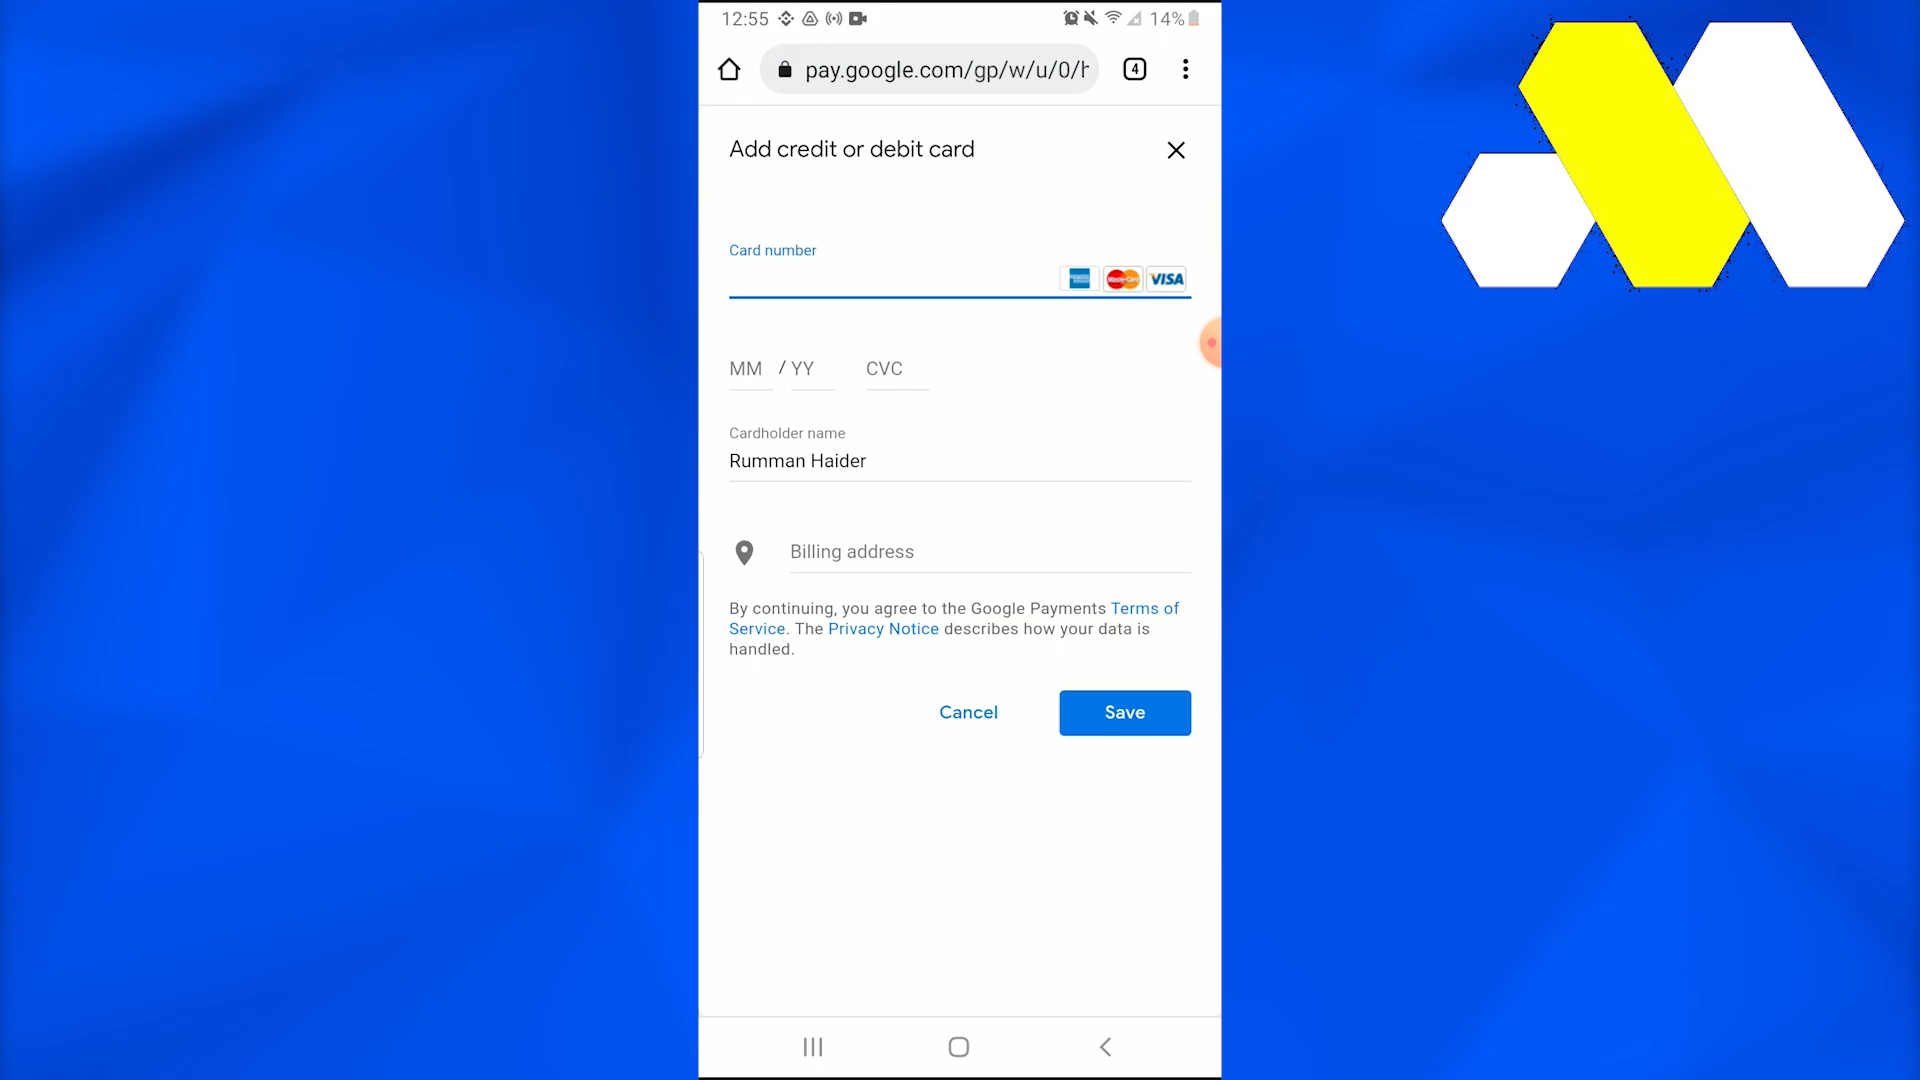 12:55
14%
pay.google.com/gp/w/u/0/h
4
Add credit or debit card
Card number
VISA
MM / YY CVC
Cardholder name
Rumman Haider
Billing address
By continuing, you agree to the Google Payments Terms of
Service. The Privacy Notice describes how your data is
handled.
Cancel
Save